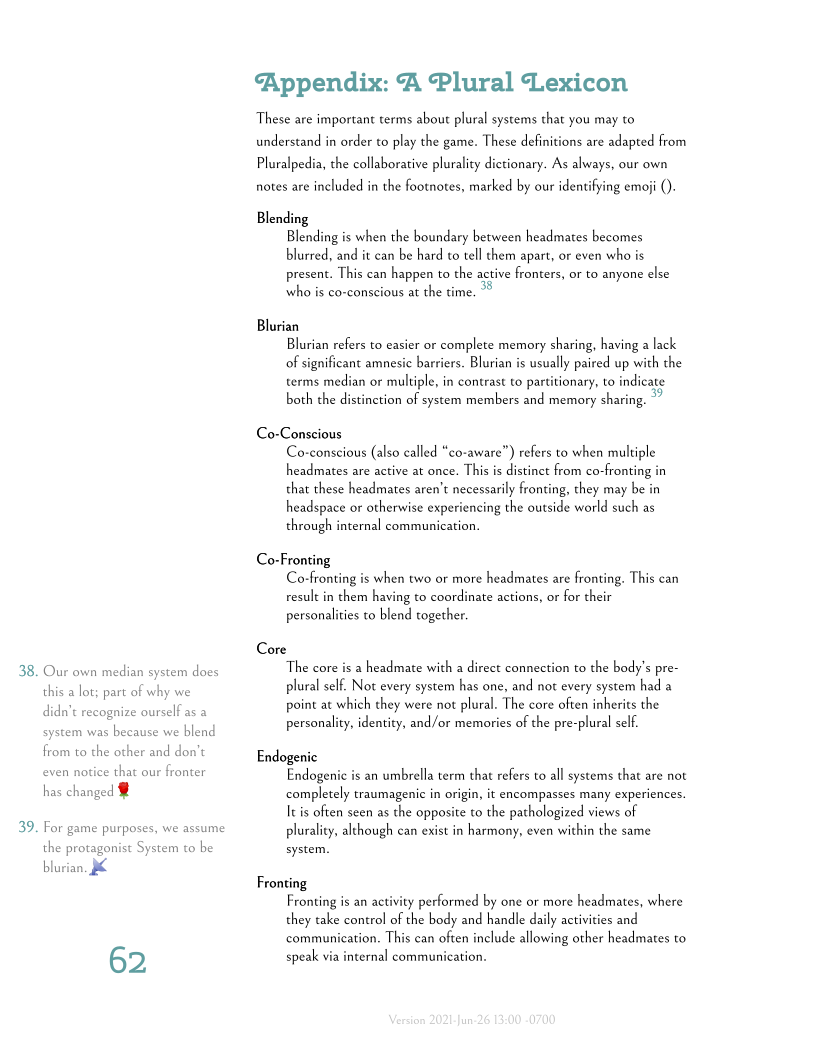 Appendix: A Plural Lexicon
These are important terms about plural systems that you may to
understand in order to play the game. These definitions are adapted from
Pluralpedia, the collaborative plurality dictionary. As always, our own
notes are included in the footnotes, marked by our identifying emoji ().
Blending
Blending is when the boundary between headmates becomes
blurred, and it can be hard to tell them apart, or even who is
present. This can happen to the active fronters, or to anyone else
who is co-conscious at the time. 38
Blurian
Blurian refers to easier or complete memory sharing, having a lack
of significant amnesic barriers. Blurian is usually paired up with the
terms median or multiple, in contrast to partitionary, to indicate
both the distinction of system members and memory sharing. 39
Co-Conscious
Co-conscious (also called “co-aware”) refers to when multiple
headmates are active at once. This is distinct from co-fronting in
that these headmates aren’t necessarily fronting, they may be in
headspace or otherwise experiencing the outside world such as
through internal communication.
Co-Fronting
Co-fronting is when two or more headmates are fronting. This can
result in them having to coordinate actions, or for their
personalities to blend together.
Core
The core is a headmate with a direct connection to the body’s pre-
plural self. Not every system has one, and not every system had a
point at which they were not plural. The core often inherits the
personality, identity, and/or memories of the pre-plural self.
Endogenic
Endogenic is an umbrella term that refers to all systems that are not
completely traumagenic in origin, it encompasses many experiences.
It is often seen as the opposite to the pathologized views of
plurality, although can exist in harmony, even within the same
system.
Fronting
Fronting is an activity performed by one or more headmates, where
they take control of the body and handle daily activities and
communication. This can often include allowing other headmates to
speak via internal communication.
38. Our own median system does
this a lot; part of why we
didn’t recognize ourself as a
system was because we blend
from to the other and don’t
even notice that our fronter
has changed 🌹
39. For game purposes, we assume
the protagonist System to be
blurian. 📡
62
Version 2021-Jun-26 13:00 -0700